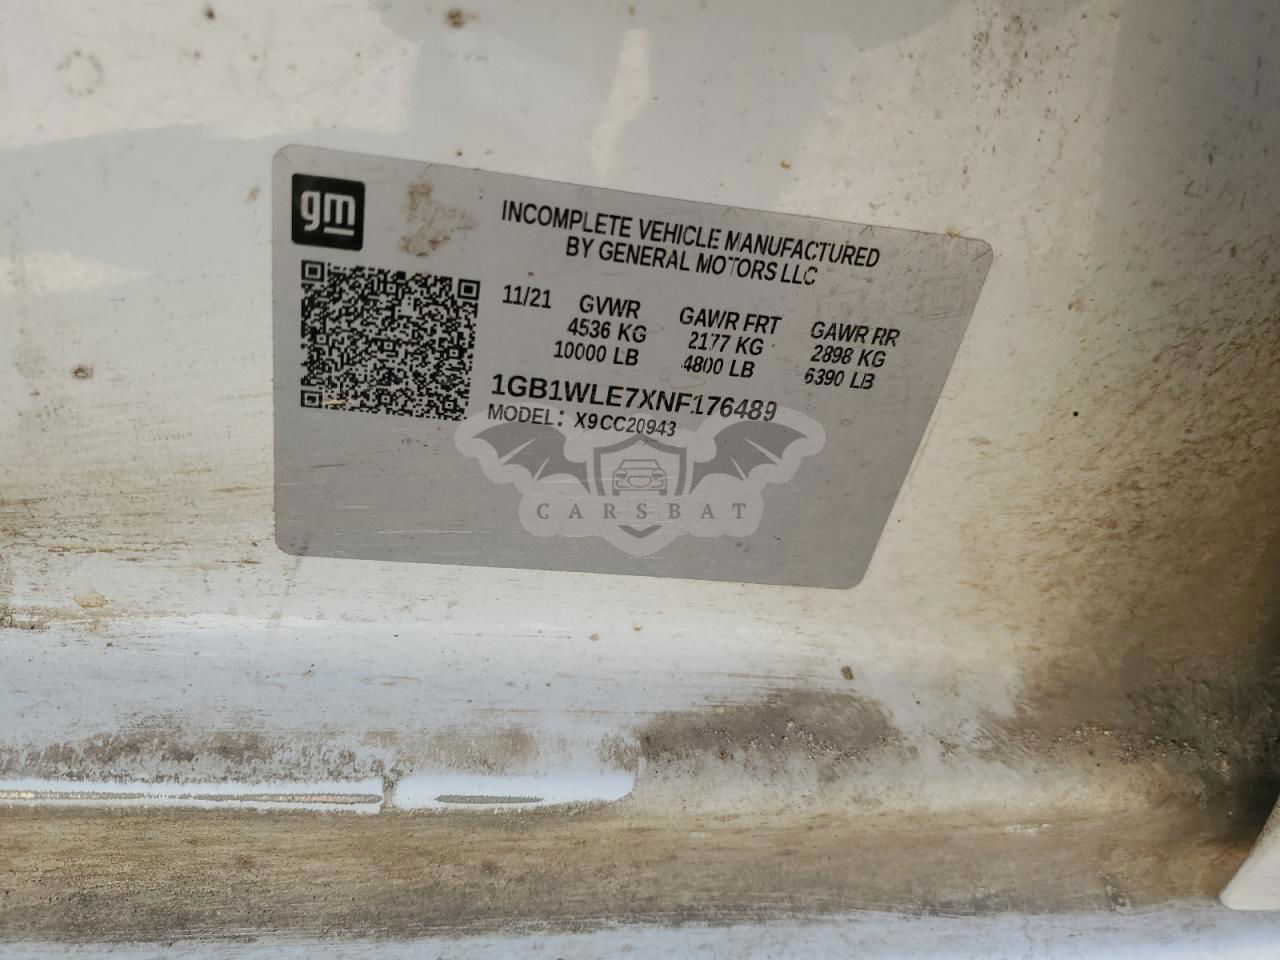 gm
INCOMPLETE VEHICLE MANUFACTURED
BY GENERAL MOTORS LLC
11/21 GVWR GAWR FRT GAWR RR
4536 KG 2177 KG 2898 KG
10000 LB 4800 LB 6390 LB
1GB1WLE7XNF176489
MODEL: X9CC20943
CARSBAT